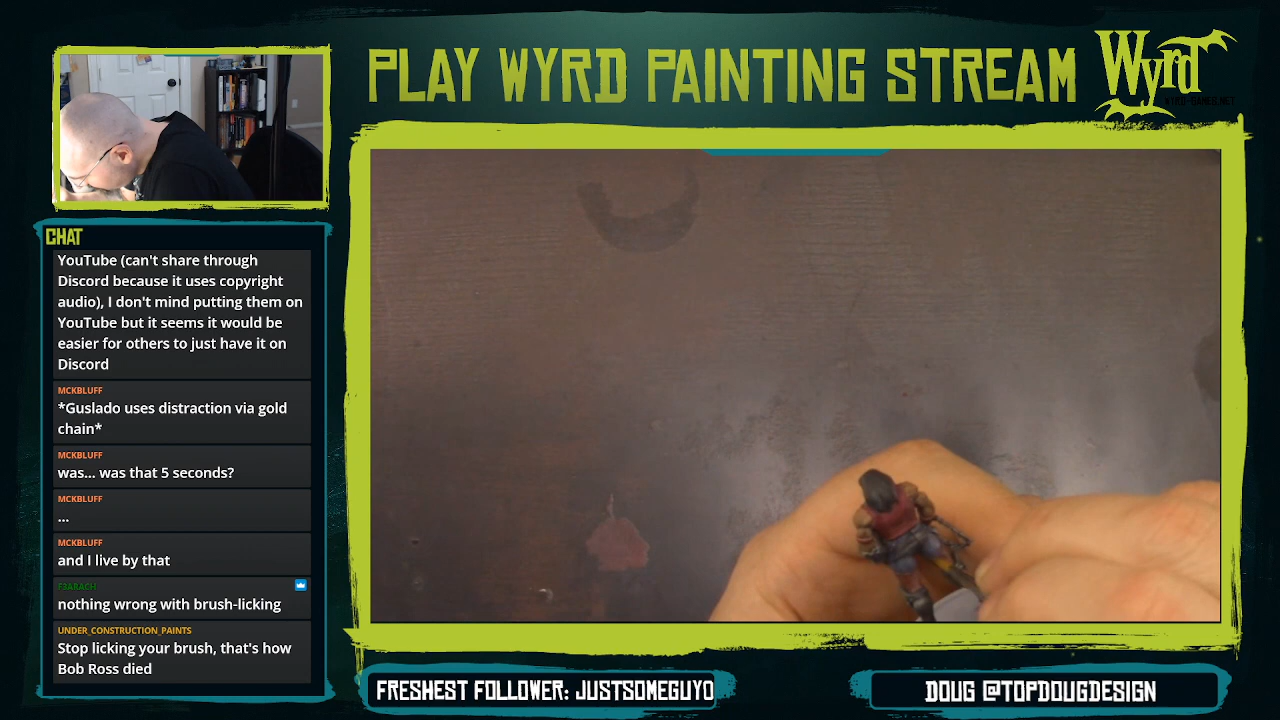 PLAY WYRD PAINTING STREAM
Wyrd
CHAT
YouTube (can't share through
Discord because it uses copyright
audio), I don't mind putting them on
YouTube but it seems it would be
easier for others to just have it on
Discord
MCKBLUFF
*Guslado uses distraction via gold
chain*
MCKBLUFF
was... was that 5 seconds?
MCKBLUFF
...
MCKBLUFF
and I live by that
F3ARACH
nothing wrong with brush-licking
UNDER_CONSTRUCTION_PAINTS
Stop licking your brush, that's how
Bob Ross died
FRESHEST FOLLOWER: JUSTSOMEGUYO
DOUG @TOPDOUGDESIGN